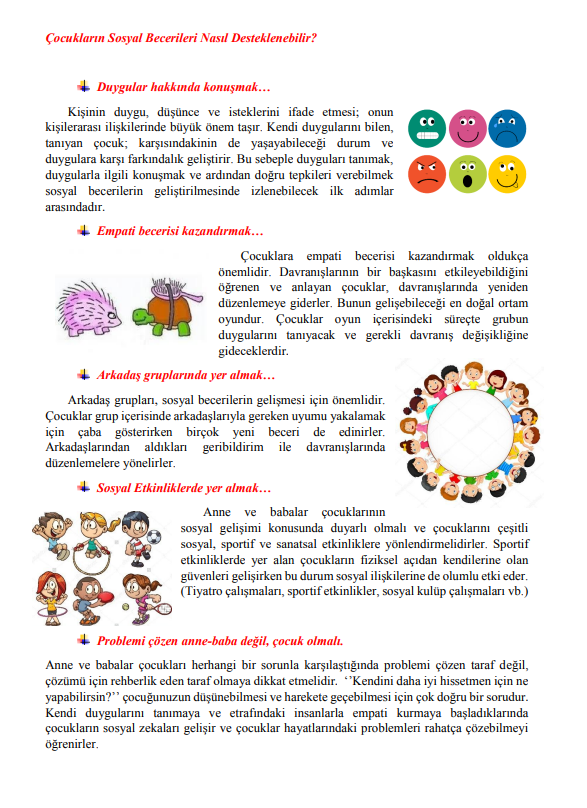 Çocukların Sosyal Becerileri Nasıl Desteklenebilir?
Duygular hakkında konuşmak…
Kişinin duygu, düşünce ve isteklerini ifade etmesi; onun
kişilerarası ilişkilerinde büyük önem taşır. Kendi duygularını bilen,
tanıyan çocuk; karşısındakinin de yaşayabileceği durum ve
duygulara karşı farkındalık geliştirir. Bu sebeple duyguları tanımak,
duygularla ilgili konuşmak ve ardından doğru tepkileri verebilmek
sosyal becerilerin geliştirilmesinde izlenebilecek ilk adımlar
arasındadır.
Empati becerisi kazandırmak…
Çocuklara empati becerisi kazandırmak oldukça
önemlidir. Davranışlarının bir başkasını etkileyebildiğini
öğrenen ve anlayan çocuklar, davranışlarında yeniden
düzenlemeye giderler. Bunun gelişebileceği en doğal ortam
oyundur. Çocuklar oyun içerisindeki süreçte grubun
duygularını tanıyacak ve gerekli davranış değişikliğine
gideceklerdir.
Arkadaş gruplarında yer almak…
Arkadaş grupları, sosyal becerilerin gelişmesi için önemlidir.
Çocuklar grup içerisinde arkadaşlarıyla gereken uyumu yakalamak
için çaba gösterirken birçok yeni beceri de edinirler.
Arkadaşlarından aldıkları geribildirim ile davranışlarında
düzenlemelere yönelirler.
Sosyal Etkinliklerde yer almak…
Anne ve babalar çocuklarının
sosyal gelişimi konusunda duyarlı olmalı ve çocuklarını çeşitli
sosyal, sportif ve sanatsal etkinliklere yönlendirmelidirler. Sportif
etkinliklerde yer alan çocukların fiziksel açıdan kendilerine olan
güvenleri gelişirken bu durum sosyal ilişkilerine de olumlu etki eder.
(Tiyatro çalışmaları, sportif etkinlikler, sosyal kulüp çalışmaları vb.)
Problemi çözen anne-baba değil, çocuk olmalı.
Anne ve babalar çocukları herhangi bir sorunla karşılaştığında problemi çözen taraf değil,
çözümü için rehberlik eden taraf olmaya dikkat etmelidir. ‘’Kendini daha iyi hissetmen için ne
yapabilirsin?’’ çocuğunuzun düşünebilmesi ve harekete geçebilmesi için çok doğru bir sorudur.
Kendi duygularını tanımaya ve etrafındaki insanlarla empati kurmaya başladıklarında
çocukların sosyal zekaları gelişir ve çocuklar hayatlarındaki problemleri rahatça çözebilmeyi
öğrenirler.